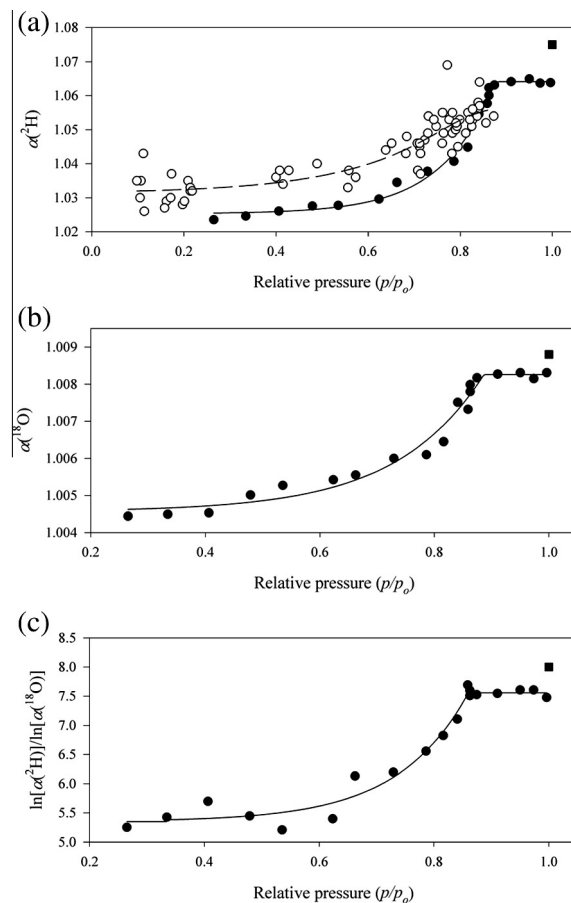 (a)
1.08
1.07
1.06
1.05
1.04
1.03
1.02
α(²H)
0.0 0.2 0.4 0.6 0.8 1.0
Relative pressure (p/pₒ)
(b)
1.009
1.008
1.007
1.006
1.005
1.004
α(¹⁸O)
0.2 0.4 0.6 0.8 1.0
Relative pressure (p/pₒ)
(c)
8.5
8.0
7.5
7.0
6.5
6.0
5.5
5.0
ln[α(²H)]/ln[α(¹⁸O)]
0.2 0.4 0.6 0.8 1.0
Relative pressure (p/pₒ)